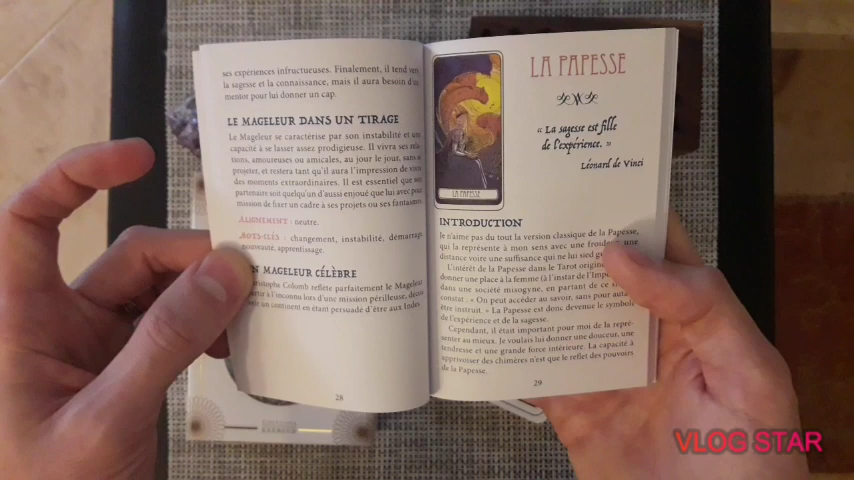 ses expériences infructueuses. Finalement, il tend vers
la sagesse et la connaissance, mais il aura besoin d'un
mentor pour lui donner un cap.
LE MAGELEUR DANS UN TIRAGE
Le Mageleur se caractérise par son instabilité et une
capacité à se lasser assez prodigieuse. Il vivra ses rela-
tions, amoureuses ou amicales, au jour le jour, sans se
projeter, et restera tant qu'il aura l'impression de vivre
des moments extraordinaires. Il est essentiel que son
partenaire soit quelqu'un d'aussi enjoué que lui avec pour
mission de fixer un cadre à ses projets ou ses fantasmes.
ALIGNEMENT : neutre.
MOTS-CLÉS : changement, instabilité, démarrage,
nouveauté, apprentissage.
UN MAGELEUR CÉLÈBRE
Christophe Colomb reflète parfaitement le Mageleur
partir à l'inconnu lors d'une mission périlleuse,
un continent en étant persuadé d'être aux Indes.
28
LA PAPESSE
LA PAPESSE
« La sagesse est fille
de l'expérience. »
Léonard de Vinci
INTRODUCTION
Je n'aime pas du tout la version classique de la Papesse,
qui la représente à mon sens avec une froideur, une
distance voire une suffisance qui ne lui sied
L'intérêt de la Papesse dans le Tarot
donner une place à la femme (à l'instar de
dans une société misogyne, en partant de
constat : « On peut accéder au savoir, sans pour
être instruit. » La Papesse est donc devenue le symbole
de l'expérience et de la sagesse.
Cependant, il était important pour moi de la repré-
senter au mieux. Je voulais lui donner une douceur, une
tendresse et une grande force intérieure. La capacité à
apprivoiser des chimères n'est que le reflet des pouvoirs
de la Papesse.
29
VLOG STAR